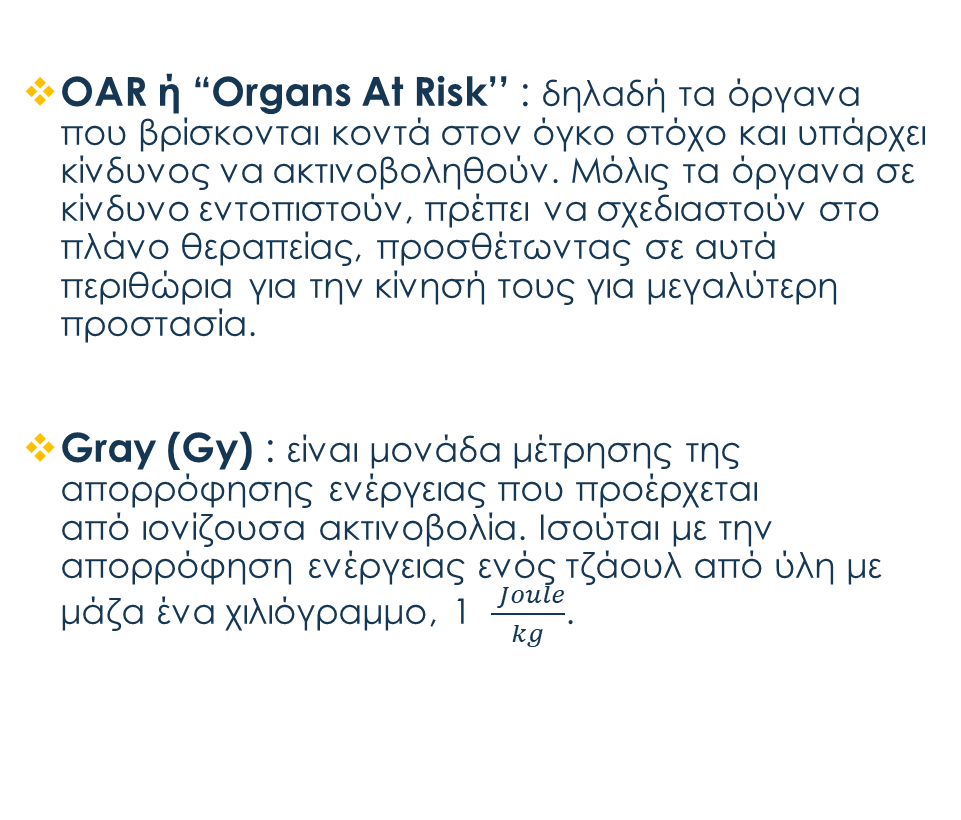 ❖OAR ή “Organs At Risk’’ : δηλαδή τα όργανα
που βρίσκονται κοντά στον όγκο στόχο και υπάρχει
κίνδυνος να ακτινοβοληθούν. Μόλις τα όργανα σε
κίνδυνο εντοπιστούν, πρέπει να σχεδιαστούν στο
πλάνο θεραπείας, προσθέτωντας σε αυτά
περιθώρια για την κίνησή τους για μεγαλύτερη
προστασία.
❖Gray (Gy) : είναι μονάδα μέτρησης της
απορρόφησης ενέργειας που προέρχεται
από ιονίζουσα ακτινοβολία. Ισούται με την
απορρόφηση ενέργειας ενός τζάουλ από ύλη με
μάζα ένα χιλιόγραμμο, 1 Joule/kg.